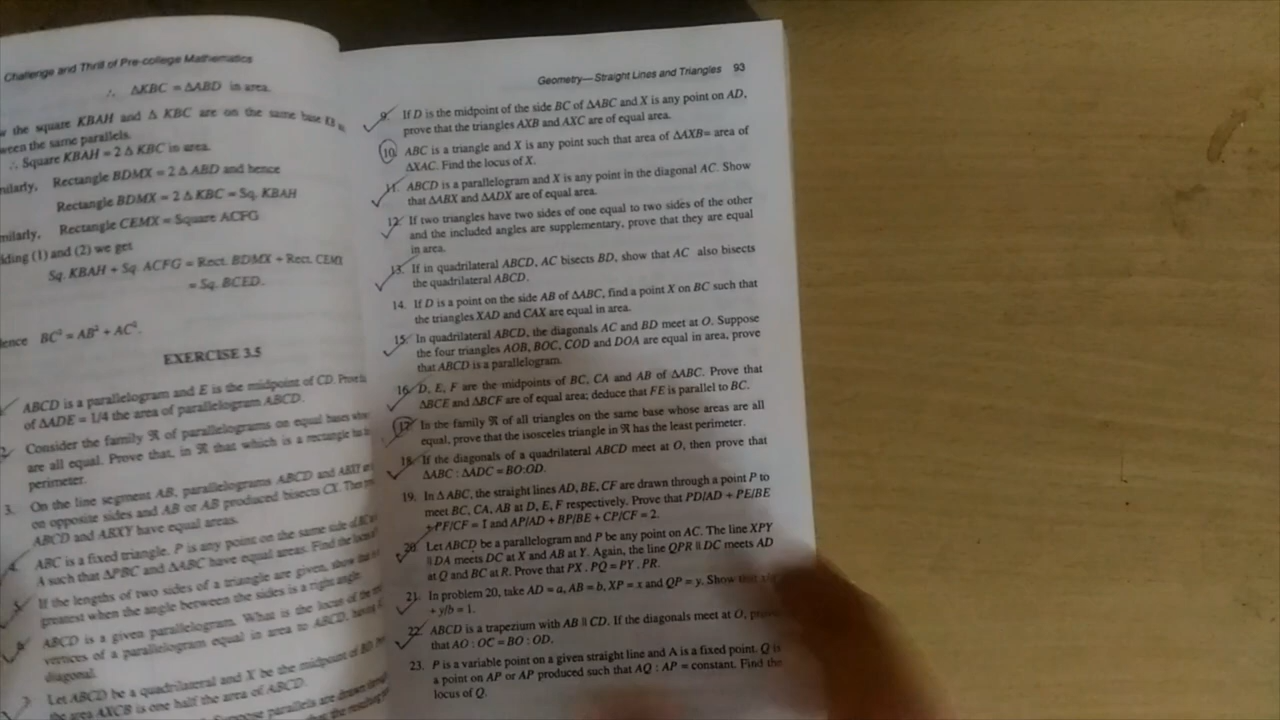 Challenge and Thrill of Pre-college Mathematics
∴ ΔKBC = ΔABD in area.
the square KBAH and Δ KBC are on the same base
ween the same parallels.
∴ Square KBAH = 2 Δ KBC in area.
milarly, Rectangle BDMX = 2 Δ ABD and hence
Rectangle BDMX = 2 Δ KBC = Sq. KBAH
milarly, Rectangle CEMX = Square ACFG
ding (1) and (2) we get
Sq. KBAH + Sq. ACFG = Rect. BDMX + Rect. CEMX
= Sq. BCED.
ence BC² = AB² + AC².
EXERCISE 3.5
ABCD is a parallelogram and E is the midpoint of CD.
of ΔADE = 1/4 the area of parallelogram ABCD.
Consider the family ℜ of parallelograms on equal bases
are all equal. Prove that, in ℜ that which is a rectangle
perimeter.
3. On the line segment AB, parallelograms ABCD and ABXY
on opposite sides and AB or AB produced bisects CX.
ABCD and ABXY have equal areas.
ABC is a fixed triangle. P is any point on the same side of
A such that ΔPBC and ΔABC have equal areas. Find the
If the lengths of two sides of a triangle are given, show
greatest when the angle between the sides is a right angle.
ABCD is a given parallelogram. What is the locus of the
vertices of a parallelogram equal in area to ABCD,
diagonal.
Let ABCD be a quadrilateral and X be the midpoint of
the area AXCB is one half the area of ABCD.
parallels are drawn
Geometry—Straight Lines and Triangles 93
9. If D is the midpoint of the side BC of ΔABC and X is any point on AD,
prove that the triangles AXB and AXC are of equal area.
10. ABC is a triangle and X is any point such that area of ΔAXB= area of
ΔXAC. Find the locus of X.
11. ABCD is a parallelogram and X is any point in the diagonal AC. Show
that ΔABX and ΔADX are of equal area.
12. If two triangles have two sides of one equal to two sides of the other
and the included angles are supplementary, prove that they are equal
in area.
13. If in quadrilateral ABCD, AC bisects BD, show that AC also bisects
the quadrilateral ABCD.
14. If D is a point on the side AB of ΔABC, find a point X on BC such that
the triangles XAD and CAX are equal in area.
15. In quadrilateral ABCD, the diagonals AC and BD meet at O. Suppose
the four triangles AOB, BOC, COD and DOA are equal in area, prove
that ABCD is a parallelogram.
16. D, E, F are the midpoints of BC, CA and AB of ΔABC. Prove that
ΔBCE and ΔBCF are of equal area; deduce that FE is parallel to BC.
17. In the family ℜ of all triangles on the same base whose areas are all
equal, prove that the isosceles triangle in ℜ has the least perimeter.
18. If the diagonals of a quadrilateral ABCD meet at O, then prove that
ΔABC : ΔADC = BO:OD.
19. In Δ ABC, the straight lines AD, BE, CF are drawn through a point P to
meet BC, CA, AB at D, E, F respectively. Prove that PD/AD + PE/BE
+ PF/CF = 1 and AP/AD + BP/BE + CP/CF = 2.
20. Let ABCD be a parallelogram and P be any point on AC. The line XPY
∥ DA meets DC at X and AB at Y. Again, the line QPR ∥ DC meets AD
at Q and BC at R. Prove that PX . PQ = PY . PR.
21. In problem 20, take AD = a, AB = b, XP = x and QP = y. Show
+ y/b = 1.
22. ABCD is a trapezium with AB ∥ CD. If the diagonals meet at O,
that AO : OC = BO : OD.
23. P is a variable point on a given straight line and A is a fixed point. Q is
a point on AP or AP produced such that AQ : AP = constant. Find the
locus of Q.